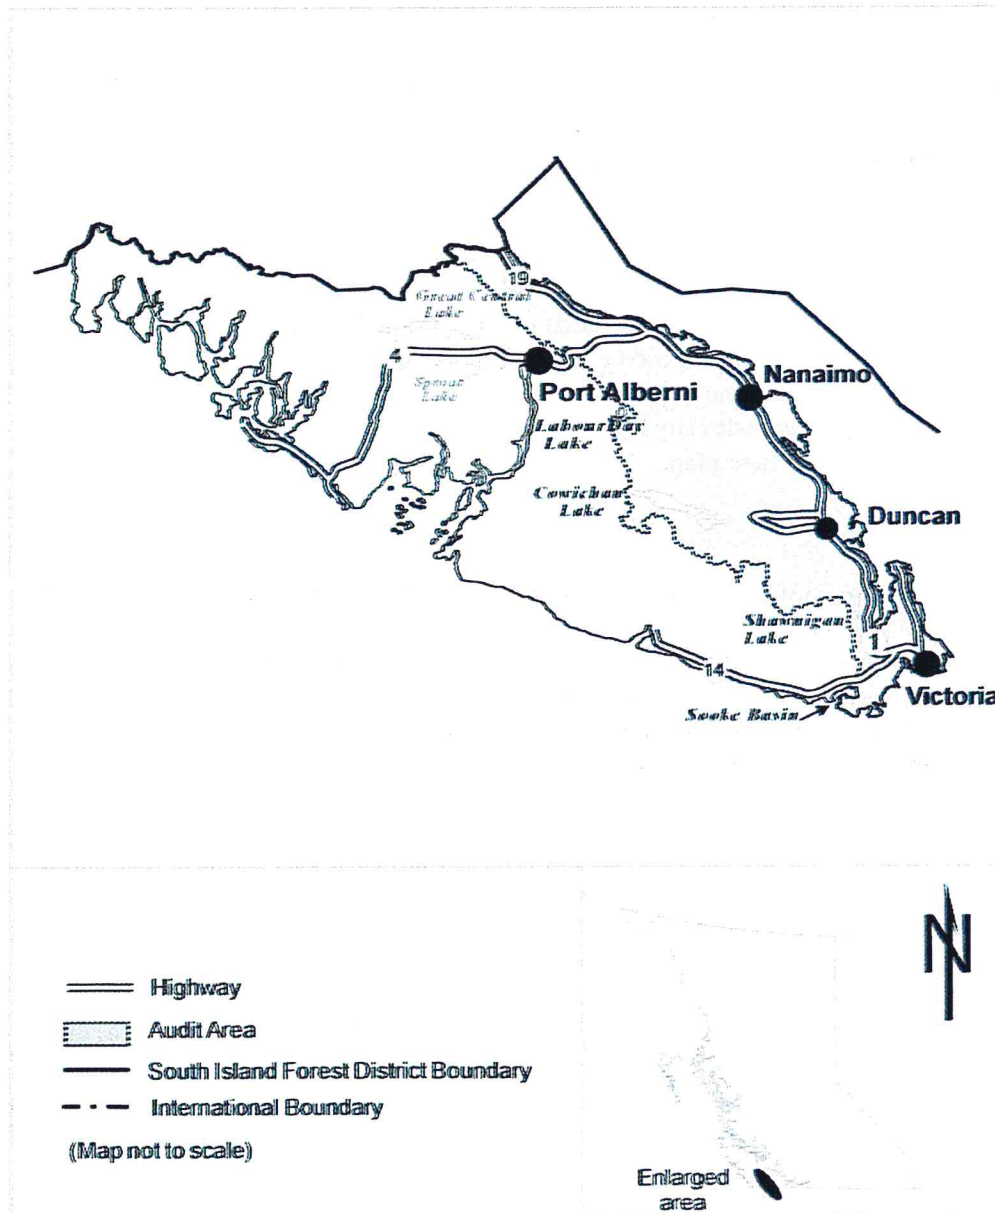 19
Great Central
Lake
4
Sproat
Lake
Port Alberni
Nanaimo
Labour Day
Lake
Cowichan
Lake
Duncan
Shawnigan
Lake
1
14
Victoria
Sooke Basin
N
Highway
Audit Area
South Island Forest District Boundary
International Boundary
(Map not to scale)
Enlarged
area